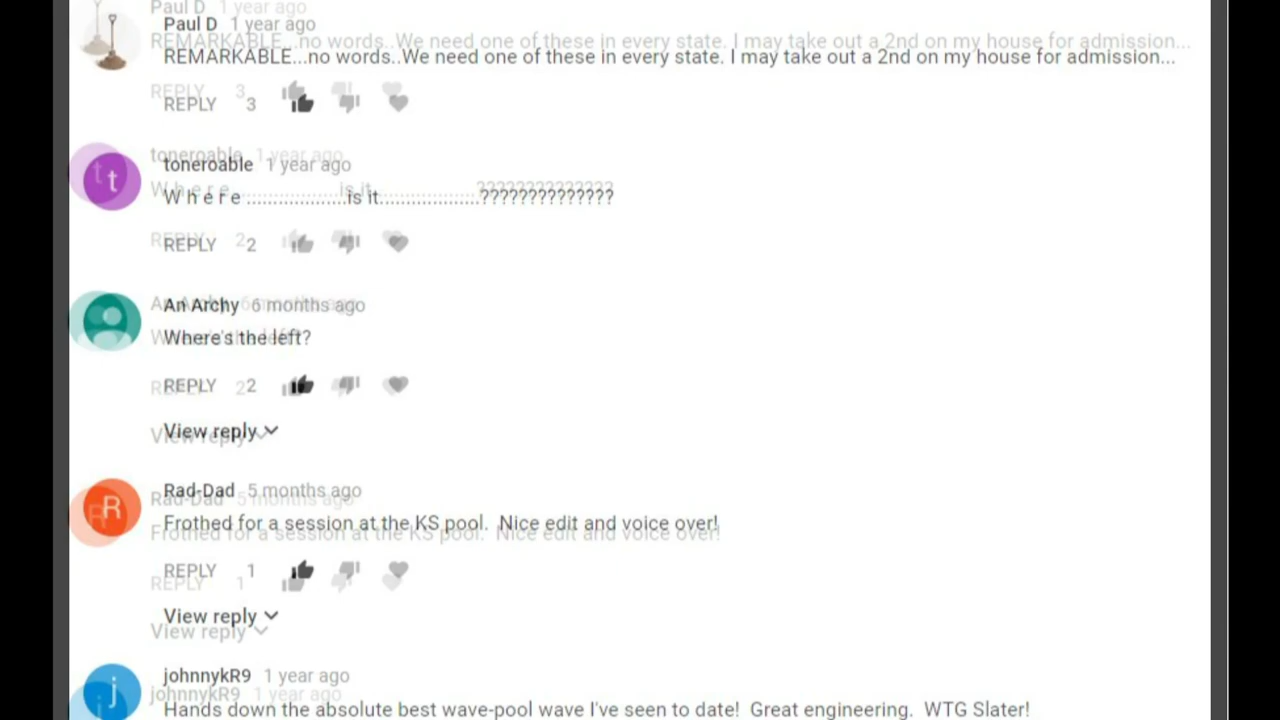 Paul D 1 year ago
REMARKABLE...no words..We need one of these in every state. I may take out a 2nd on my house for admission...
REPLY 3
toneroable 1 year ago
W h e r e ...................is it...................??????????????
REPLY 2
An Archy 6 months ago
Where's the left?
REPLY 2
View reply
Rad-Dad 5 months ago
Frothed for a session at the KS pool. Nice edit and voice over!
REPLY 1
View reply
johnnykR9 1 year ago
Hands down the absolute best wave-pool wave I've seen to date! Great engineering. WTG Slater!